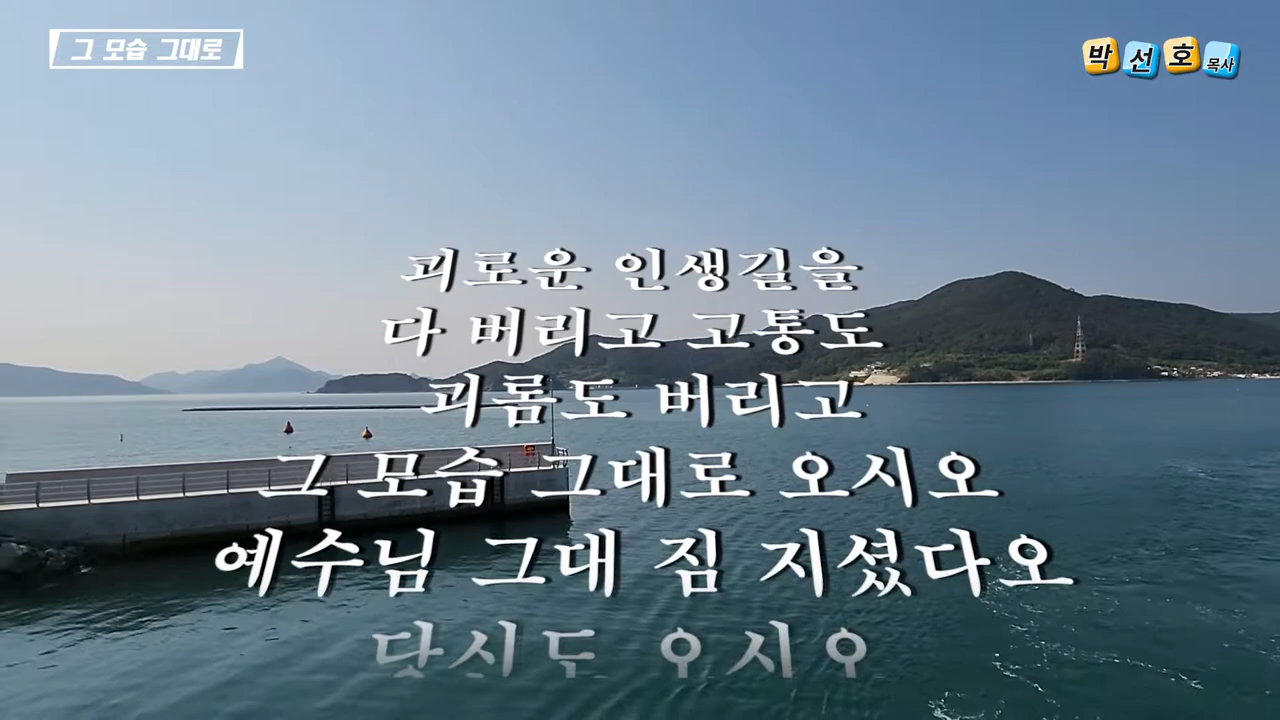 그 모습 그대로
박선호 목사
괴로운 인생길을
다 버리고 고통도
괴롬도 버리고
그 모습 그대로 오시오
예수님 그대 짐 지셨다오
당신도 오시오